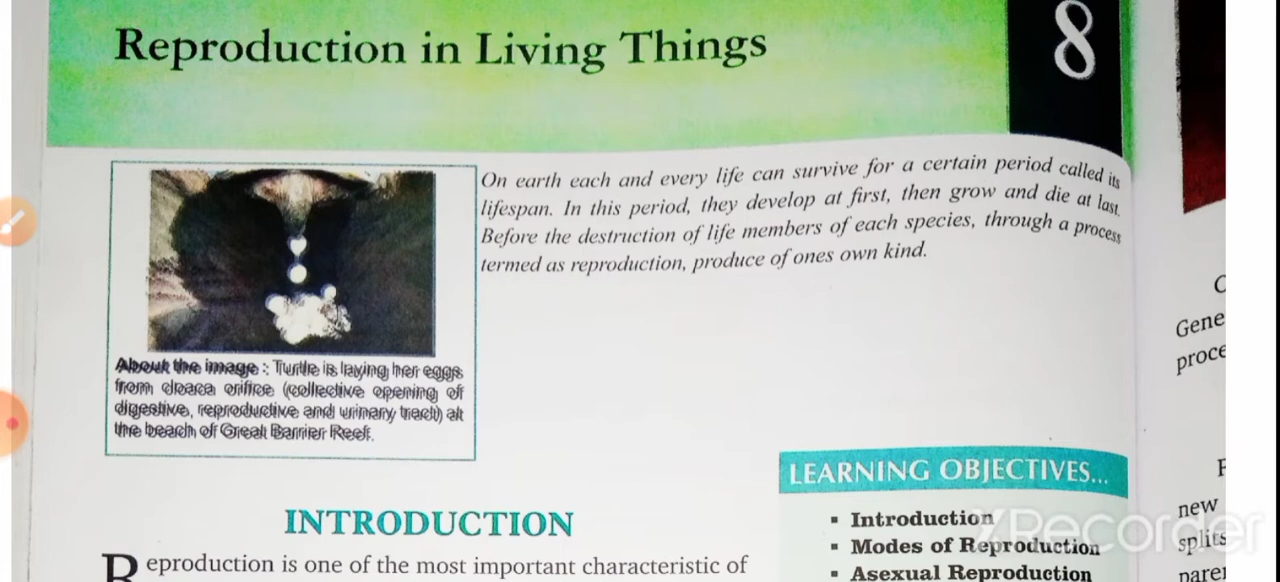 Reproduction in Living Things
8
On earth each and every life can survive for a certain period called its
lifespan. In this period, they develop at first, then grow and die at last.
Before the destruction of life members of each species, through a process
termed as reproduction, produce of ones own kind.
About the image : Turtle is laying her eggs
from cloaca orifice (collective opening of
digestive, reproductive and urinary tract) at
the beach of Great Barrier Reef.
INTRODUCTION
Reproduction is one of the most important characteristic of
LEARNING OBJECTIVES...
▪ Introduction
▪ Modes of Reproduction
▪ Asexual Reproduction
Gene
proce
new
splits
paren
XRecorder